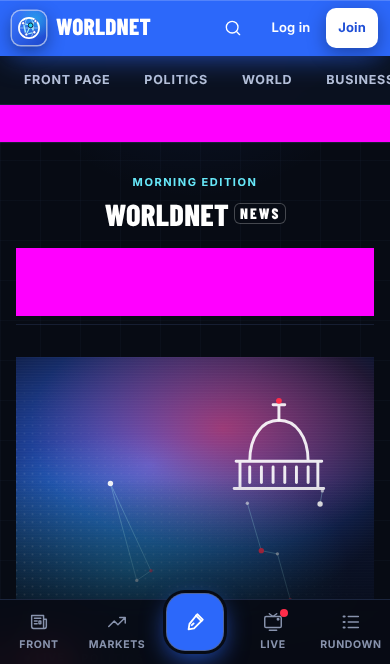 WORLDNET
Log in
Join
FRONT PAGE
POLITICS
WORLD
BUSINESS
MORNING EDITION
WORLDNET NEWS
FRONT
MARKETS
LIVE
RUNDOWN